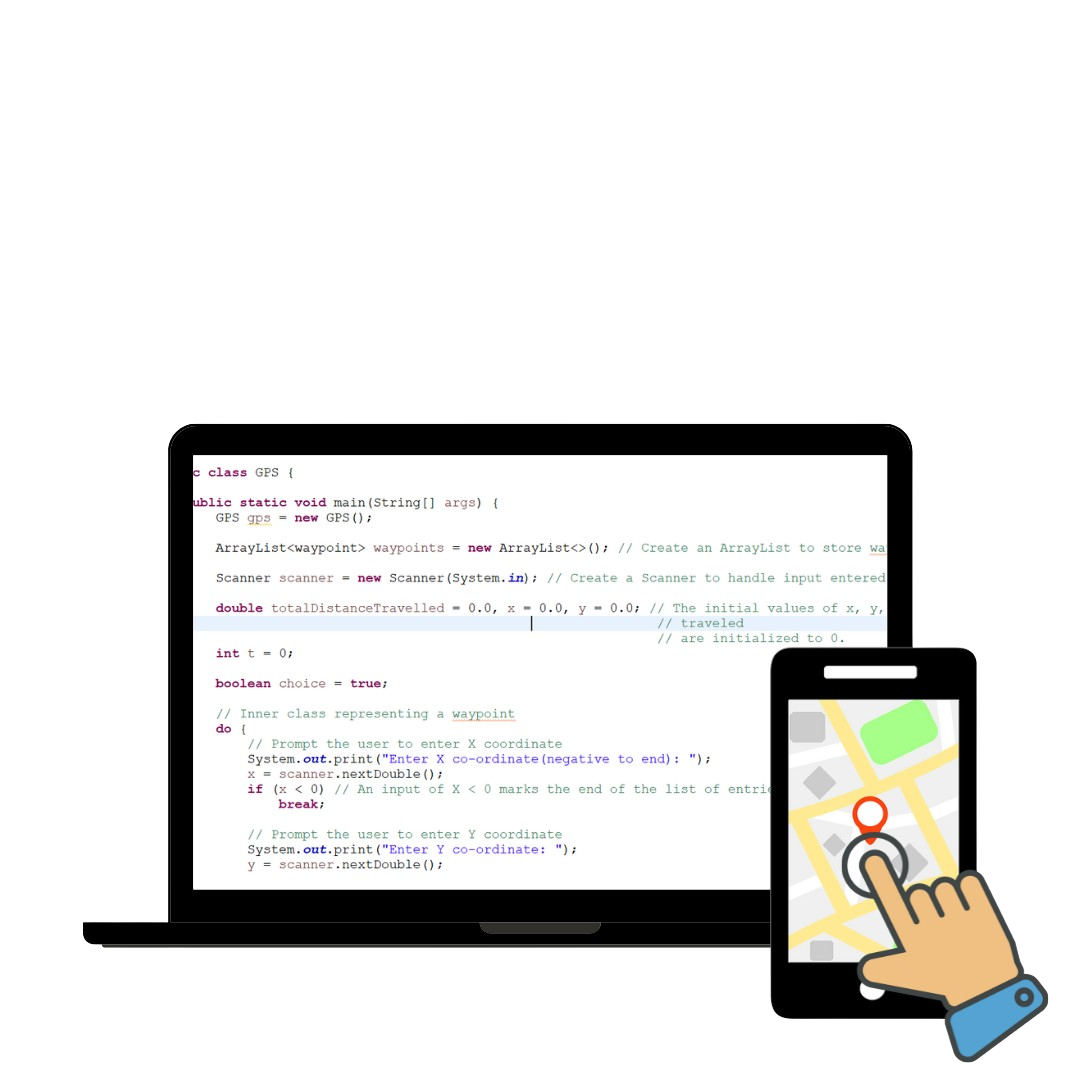 c class GPS {
ublic static void main(String[] args) {
GPS gps = new GPS();
ArrayList<waypoint> waypoints = new ArrayList<>(); // Create an ArrayList to store wa
Scanner scanner = new Scanner(System.in); // Create a Scanner to handle input entered
double totalDistanceTravelled = 0.0, x = 0.0, y = 0.0; // The initial values of x, y,
// traveled
// are initialized to 0.
int t = 0;
boolean choice = true;
// Inner class representing a waypoint
do {
// Prompt the user to enter X coordinate
System.out.print("Enter X co-ordinate(negative to end): ");
x = scanner.nextDouble();
if (x < 0) // An input of X < 0 marks the end of the list of entrie
break;
// Prompt the user to enter Y coordinate
System.out.print("Enter Y co-ordinate: ");
y = scanner.nextDouble();